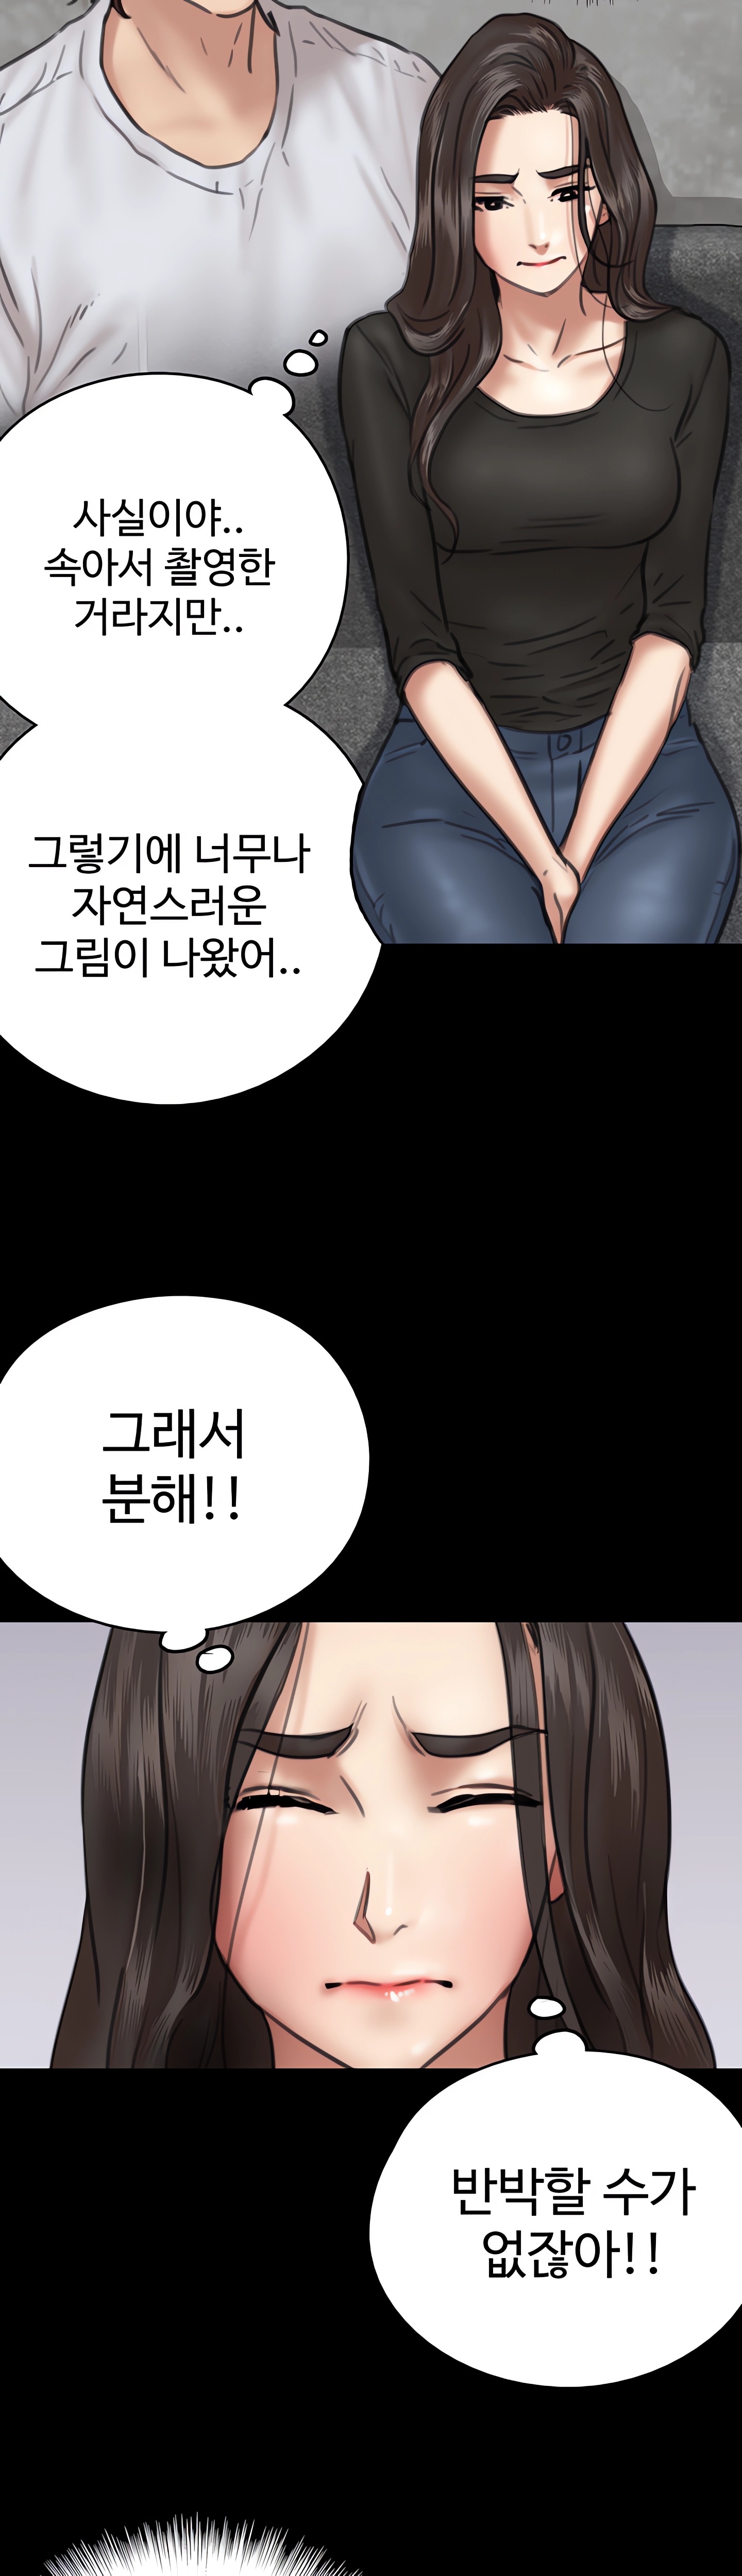 사실이야..
속아서 촬영한
거라지만..
그렇기에 너무나
자연스러운
그림이 나왔어..
그래서
분해!!
반박할 수가
없잖아!!